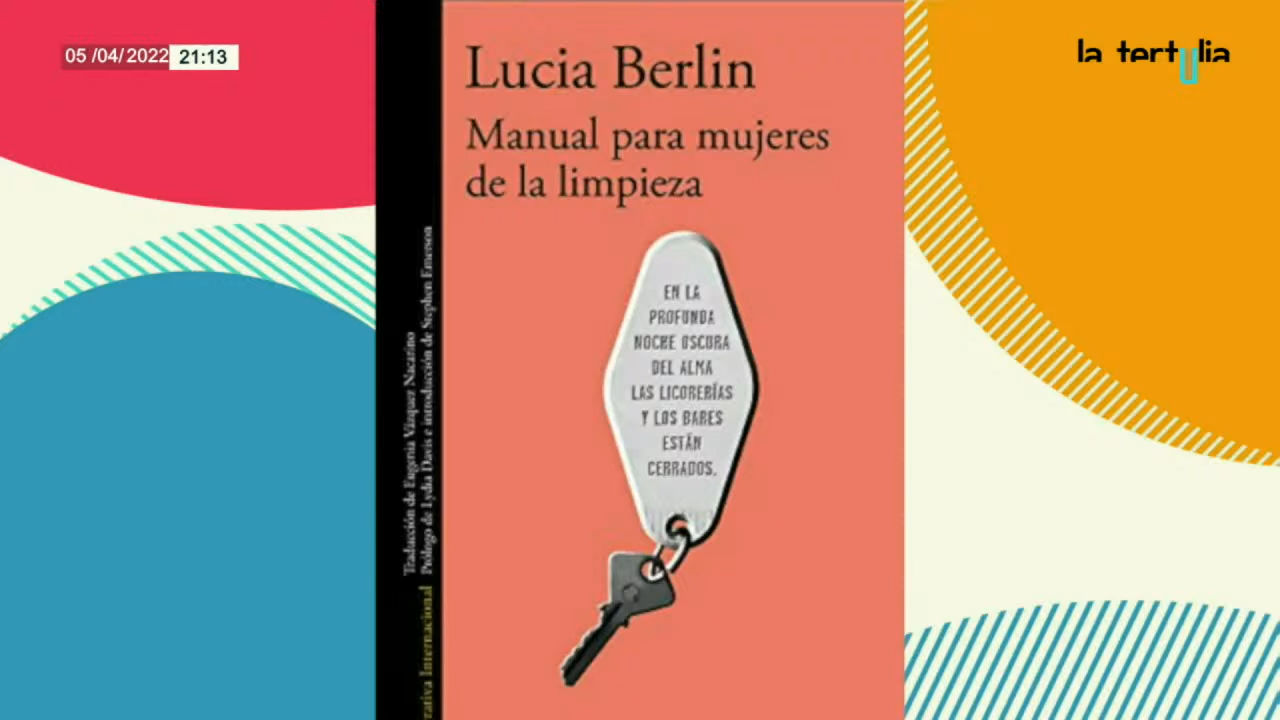 05 /04/2022 21:13
la tertulia
Lucia Berlin
Manual para mujeres
de la limpieza
EN LA
PROFUNDA
NOCHE OSCURA
DEL ALMA
LAS LICORERÍAS
Y LOS BARES
ESTÁN
CERRADOS.
Traducción de Eugenia Vázquez Nacarino
Prólogo de Lydia Davis e introducción de Stephen Emerson
rativa Internacional